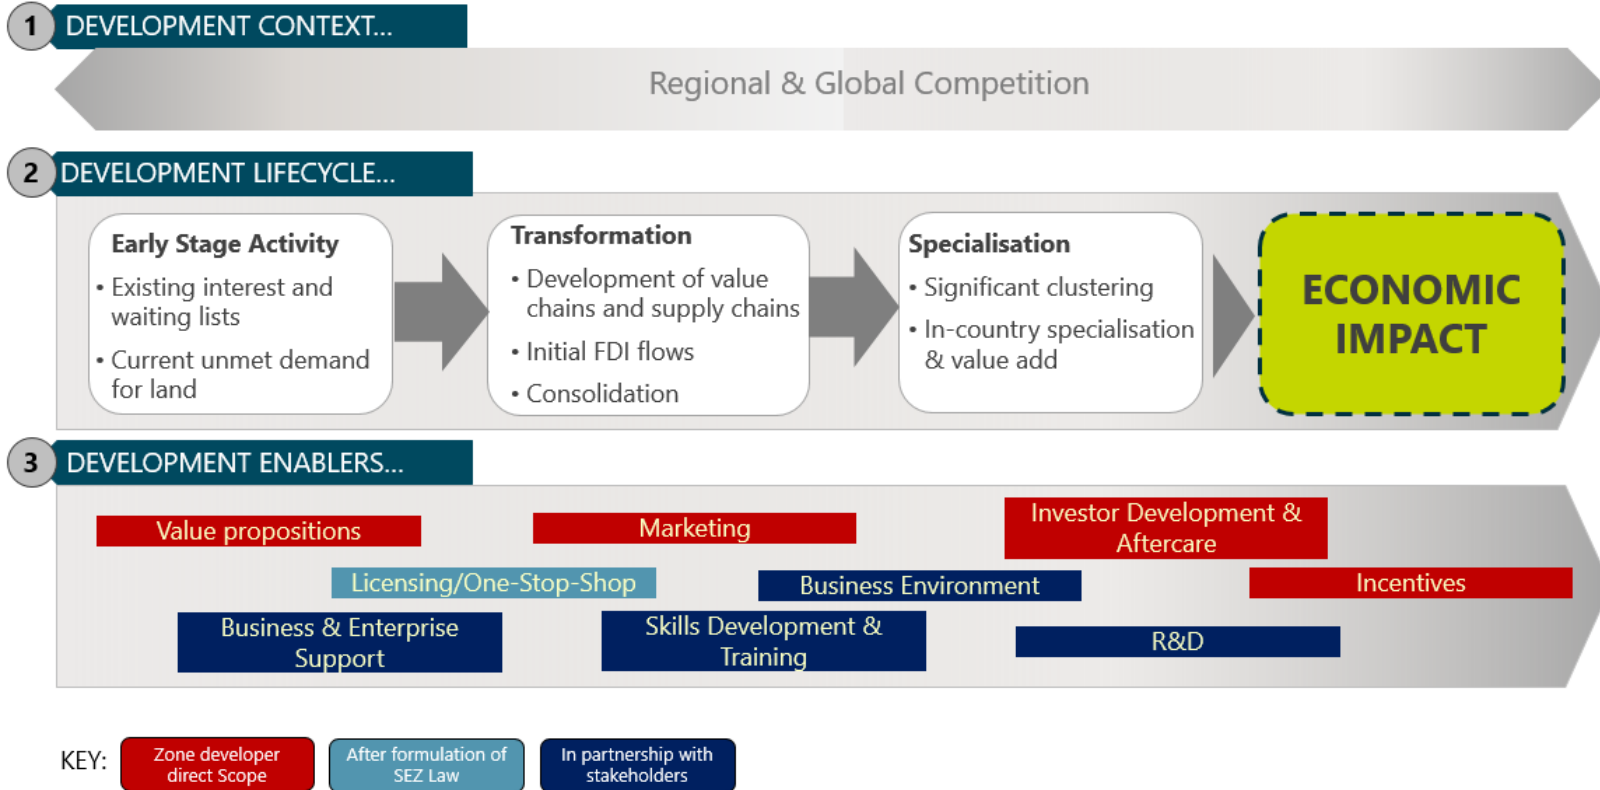 1 DEVELOPMENT CONTEXT...
Regional & Global Competition
2 DEVELOPMENT LIFECYCLE...
Early Stage Activity
• Existing interest and
waiting lists
• Current unmet demand
for land
Transformation
• Development of value
chains and supply chains
• Initial FDI flows
• Consolidation
Specialisation
• Significant clustering
• In-country specialisation
& value add
ECONOMIC
IMPACT
3 DEVELOPMENT ENABLERS...
Value propositions
Marketing
Investor Development &
Aftercare
Licensing/One-Stop-Shop
Business Environment
Incentives
Business & Enterprise
Support
Skills Development &
Training
R&D
KEY:
Zone developer
direct Scope
After formulation of
SEZ Law
In partnership with
stakeholders